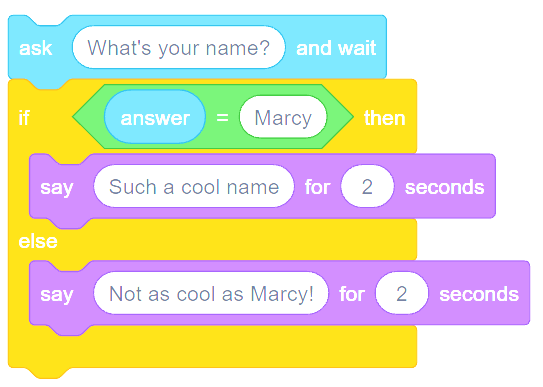 ask What's your name? and wait
if answer = Marcy then
say Such a cool name for 2 seconds
else
say Not as cool as Marcy! for 2 seconds